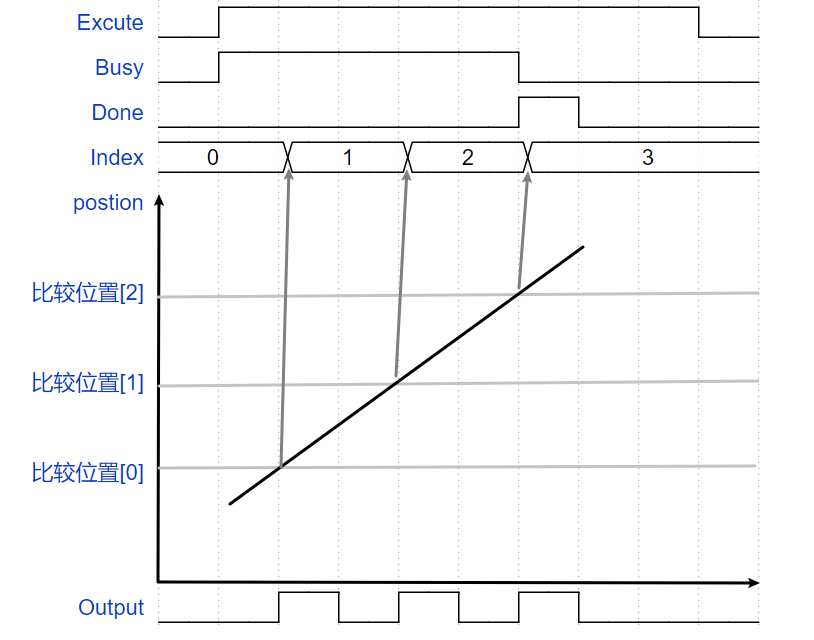 Excute
Busy
Done
Index 0 1 2 3
postion
比较位置[2]
比较位置[1]
比较位置[0]
Output